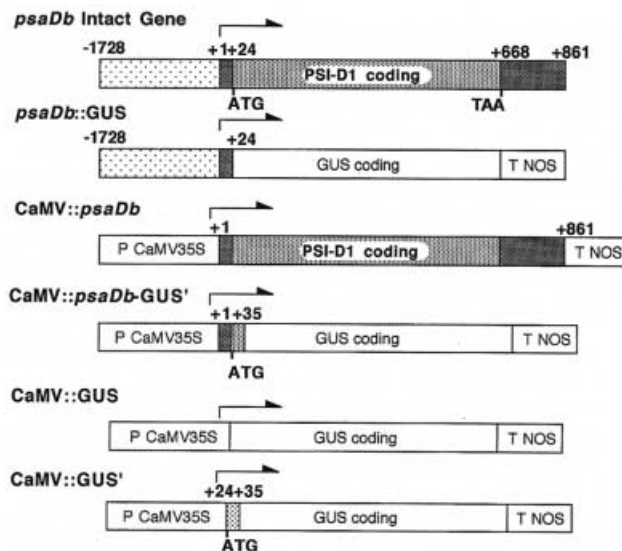 psaDb Intact Gene
-1728 +1+24 +668 +861
PSI-D1 coding
ATG TAA
psaDb::GUS
-1728 +24
GUS coding T NOS
CaMV::psaDb
+1 +861
P CaMV35S PSI-D1 coding T NOS
CaMV::psaDb-GUS'
+1+35
P CaMV35S GUS coding T NOS
ATG
CaMV::GUS
P CaMV35S GUS coding T NOS
CaMV::GUS'
+24+35
P CaMV35S GUS coding T NOS
ATG